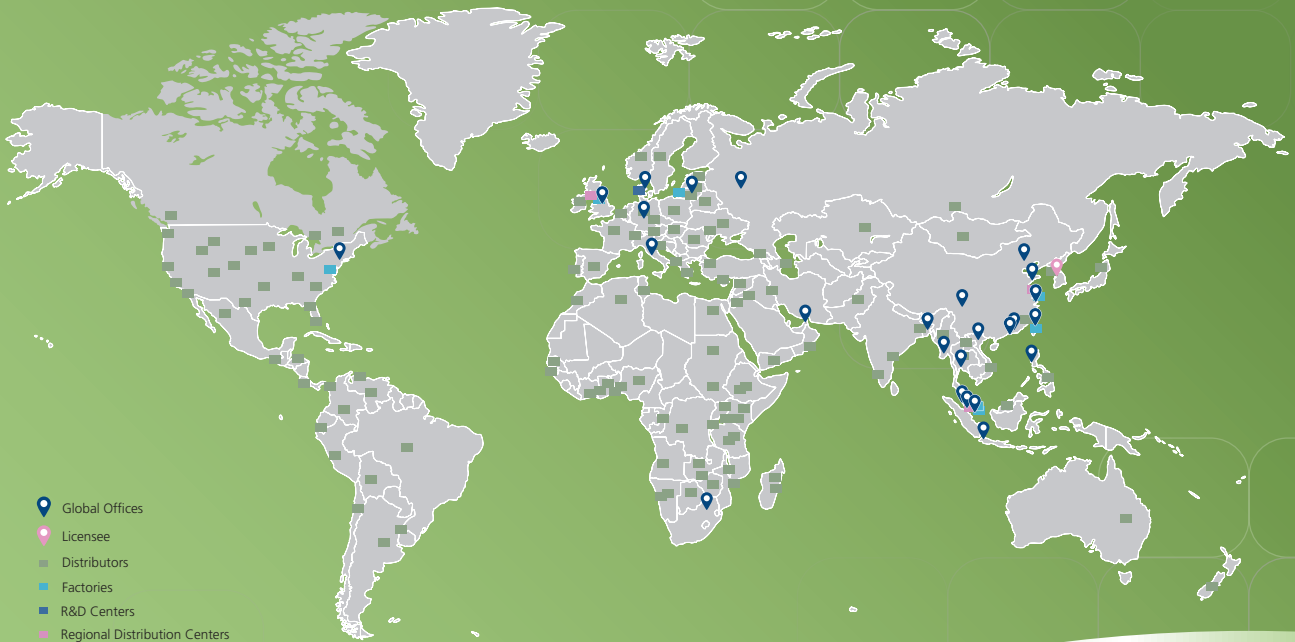 Global Offices
Licensee
Distributors
Factories
R&D Centers
Regional Distribution Centers